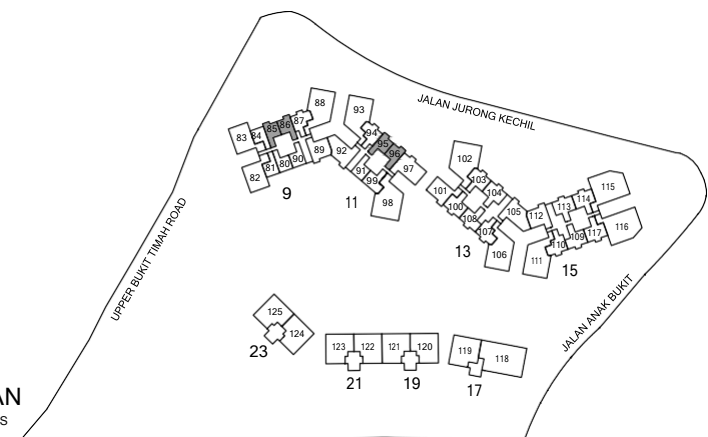 JALAN JURONG KECHIL
UPPER BUKIT TIMAH ROAD
JALAN ANAK BUKIT
83 84 85 86 87 88
82 81 80 90 89
9
93 94 95 96 97
92 91 99 98
11
102 103 104 105
101 100 108 107 106
13
112 113 114 115
111 110 109 117 116
15
125 124
23
123 122 121 120
21 19
119 118
17
AN
S